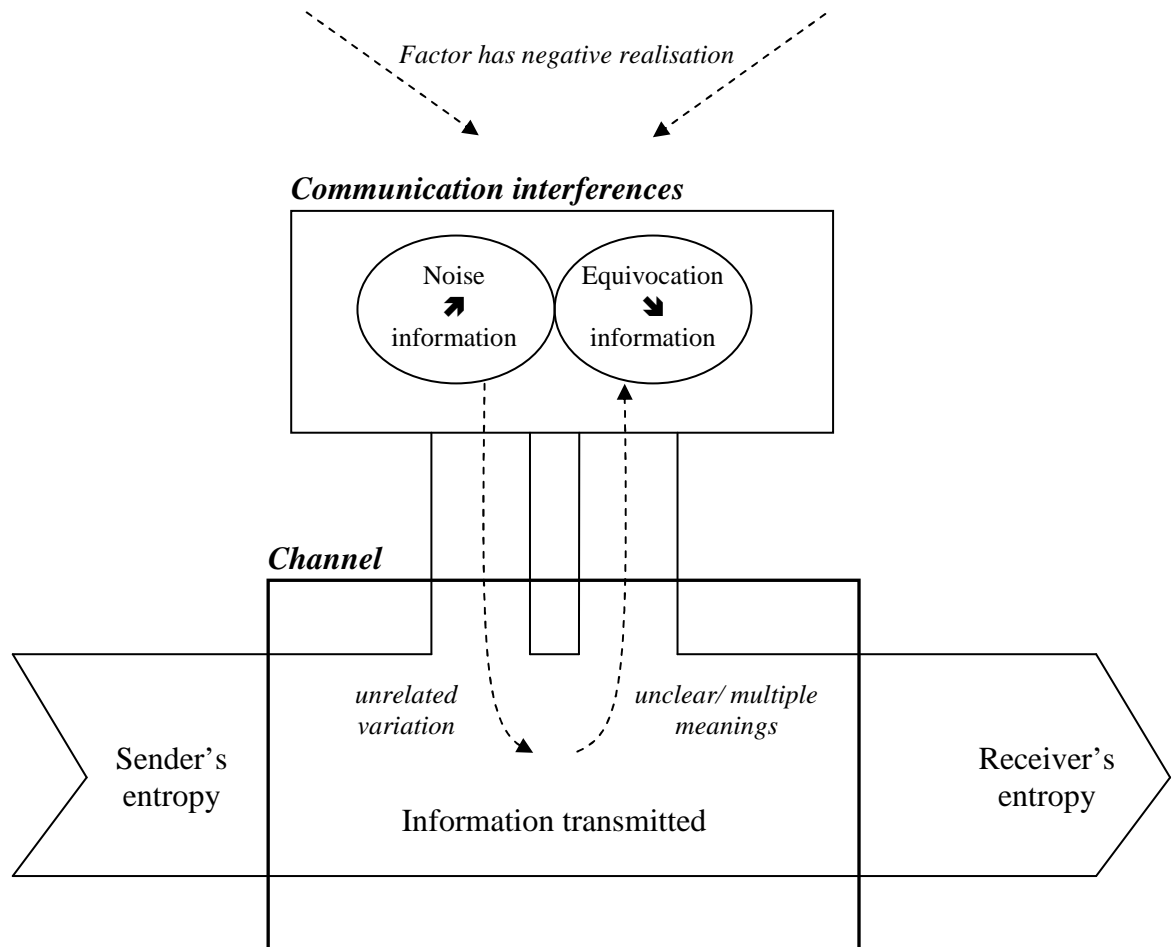 Factor has negative realisation
Communication interferences
Noise
🡽
information
Equivocation
🡾
information
Channel
unrelated
variation
unclear/ multiple
meanings
Sender’s
entropy
Information transmitted
Receiver’s
entropy